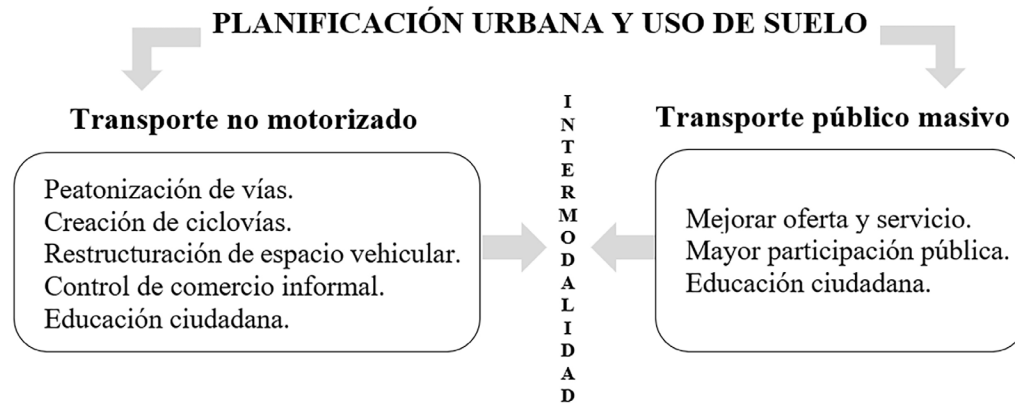 PLANIFICACIÓN URBANA Y USO DE SUELO
Transporte no motorizado
Peatonización de vías.
Creación de ciclovías.
Restructuración de espacio vehicular.
Control de comercio informal.
Educación ciudadana.
INTERMODALIDAD
Transporte público masivo
Mejorar oferta y servicio.
Mayor participación pública.
Educación ciudadana.